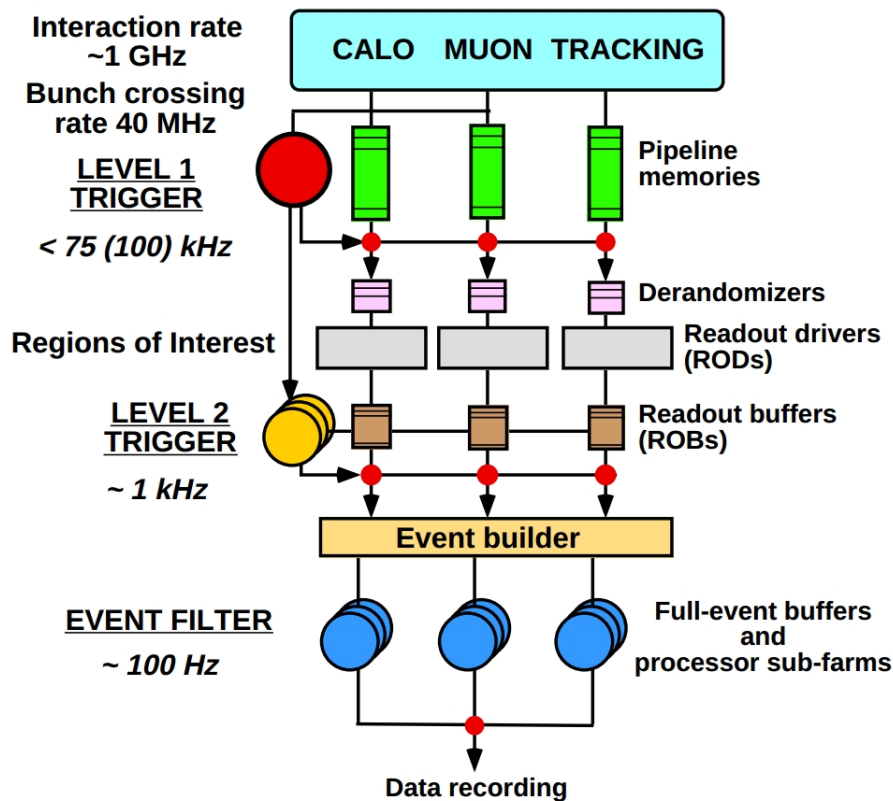 Interaction rate
~1 GHz
CALO MUON TRACKING
Bunch crossing
rate 40 MHz
LEVEL 1
TRIGGER
Pipeline
memories
< 75 (100) kHz
Derandomizers
Regions of Interest
Readout drivers
(RODs)
LEVEL 2
TRIGGER
Readout buffers
(ROBs)
~ 1 kHz
Event builder
EVENT FILTER
~ 100 Hz
Full-event buffers
and
processor sub-farms
Data recording